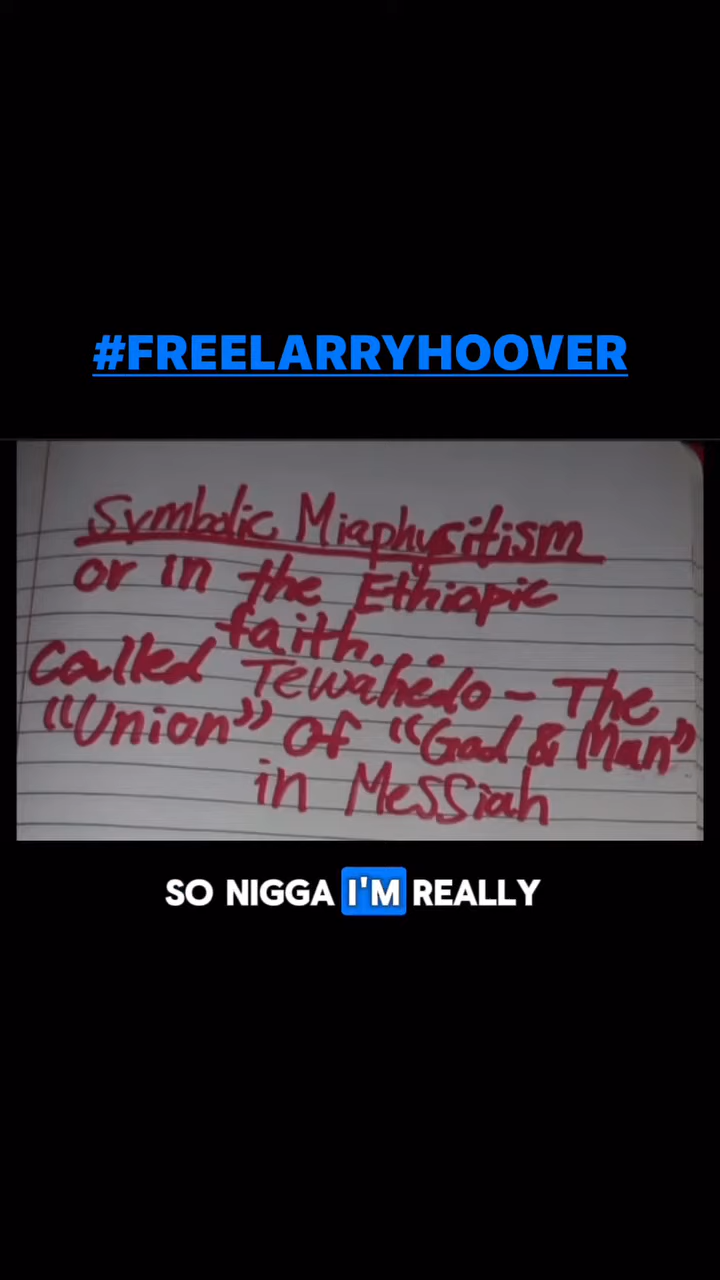 #FREELARRYHOOVER
Symbolic Miaphysitism
or in the Ethiopic
faith...
Called Tewahedo - The
"Union" of "God & Man"
in Messiah
SO NIGGA I'M REALLY